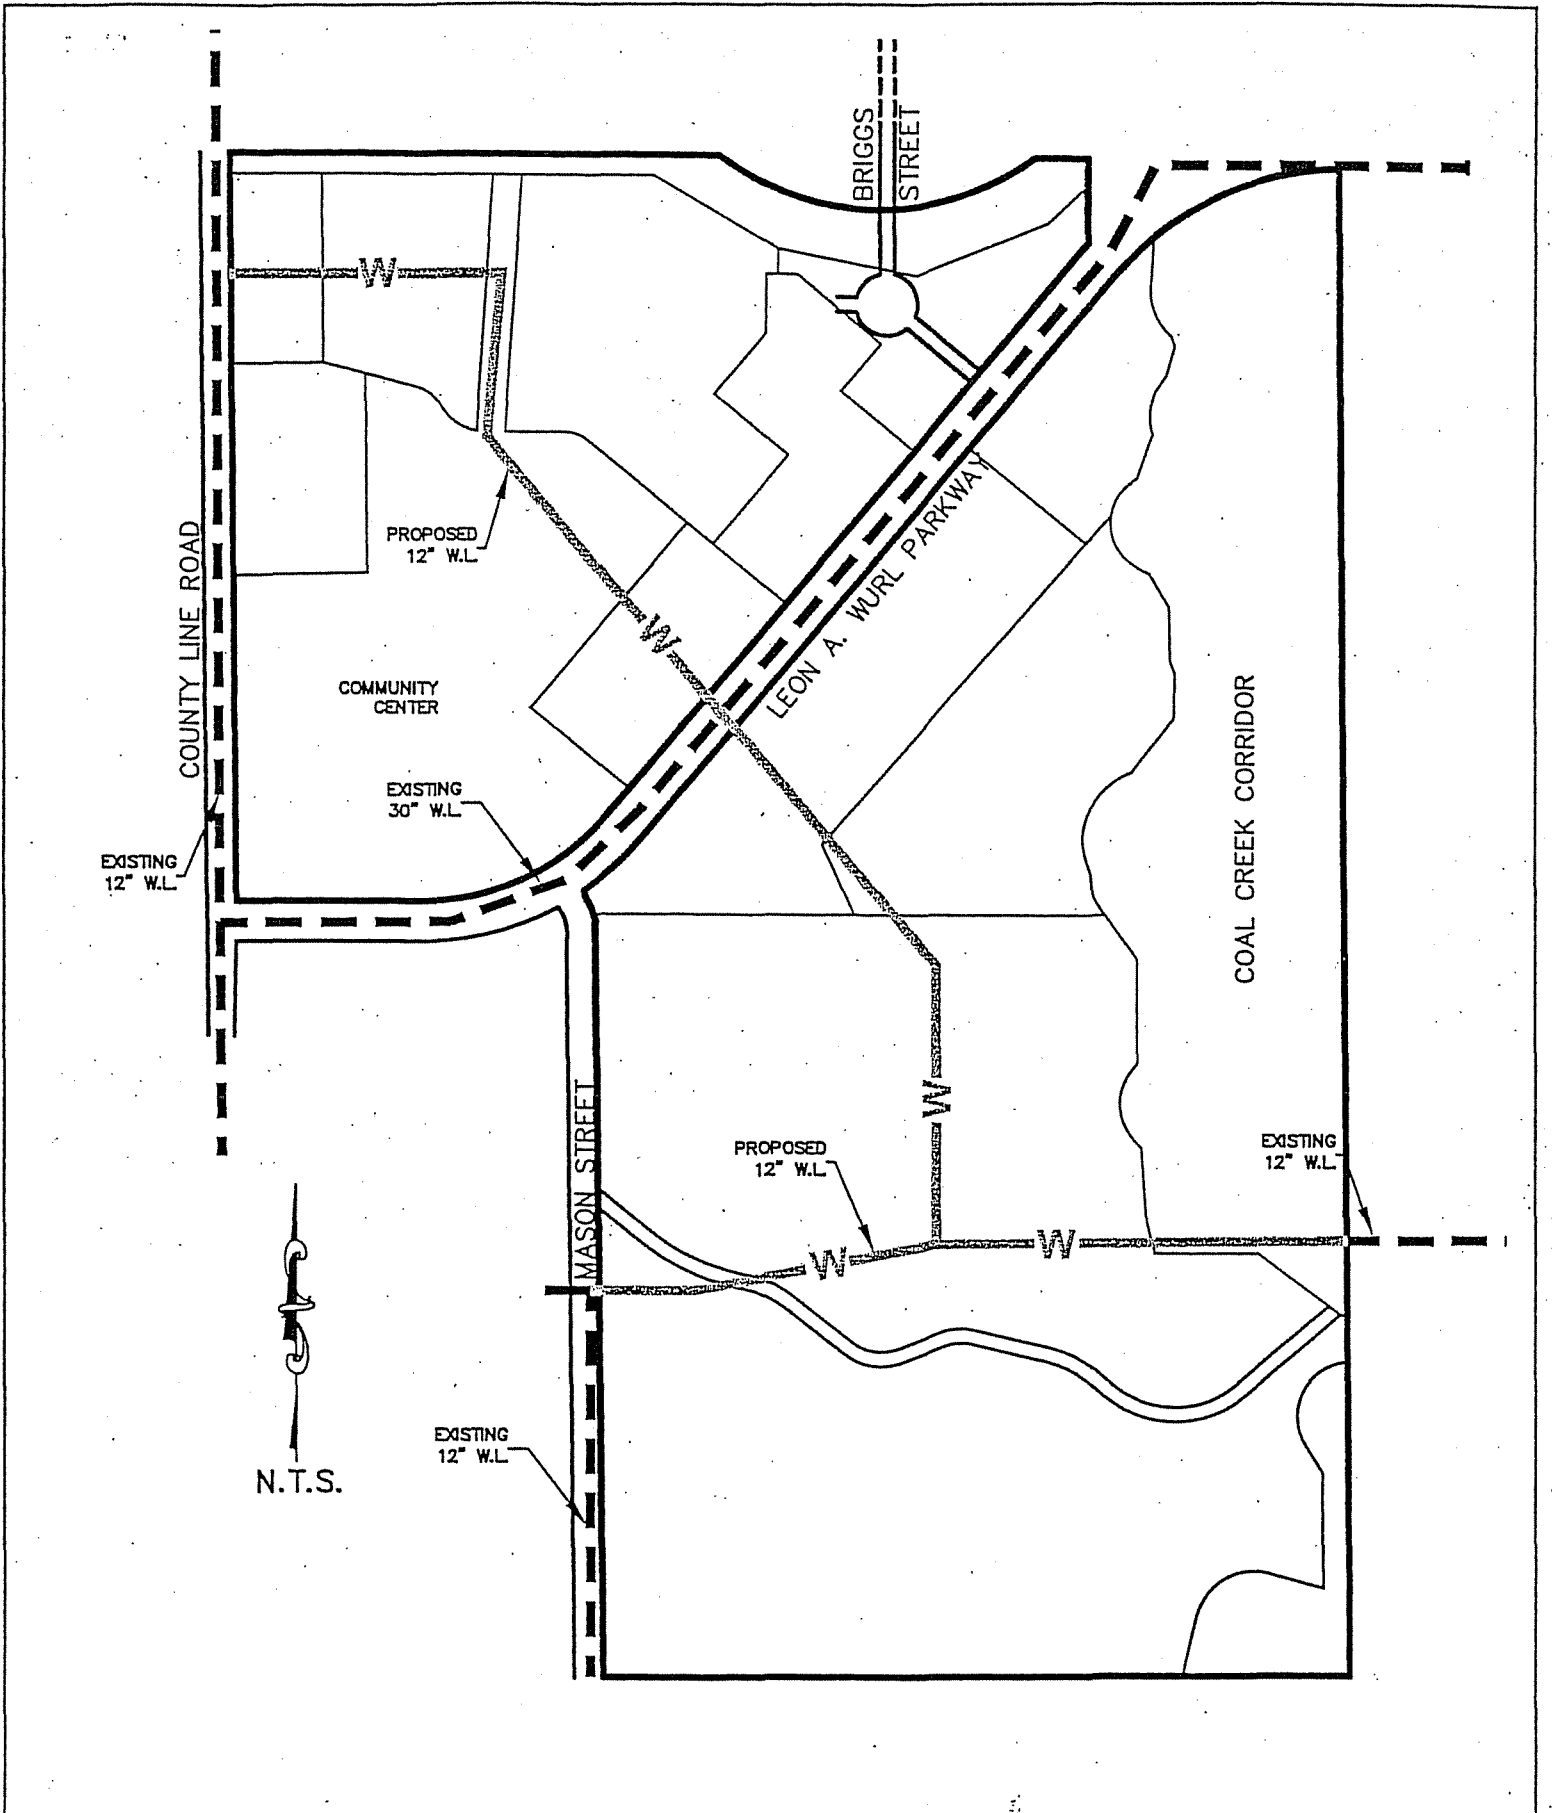 BRIGGS
STREET
W
PROPOSED
12" W.L.
COUNTY LINE ROAD
W
LEON A. WURL PARKWAY
COMMUNITY
CENTER
COAL CREEK CORRIDOR
EXISTING
30" W.L.
EXISTING
12" W.L.
MASON STREET
W
PROPOSED
12" W.L.
EXISTING
12" W.L.
W
W
EXISTING
12" W.L.
N.T.S.